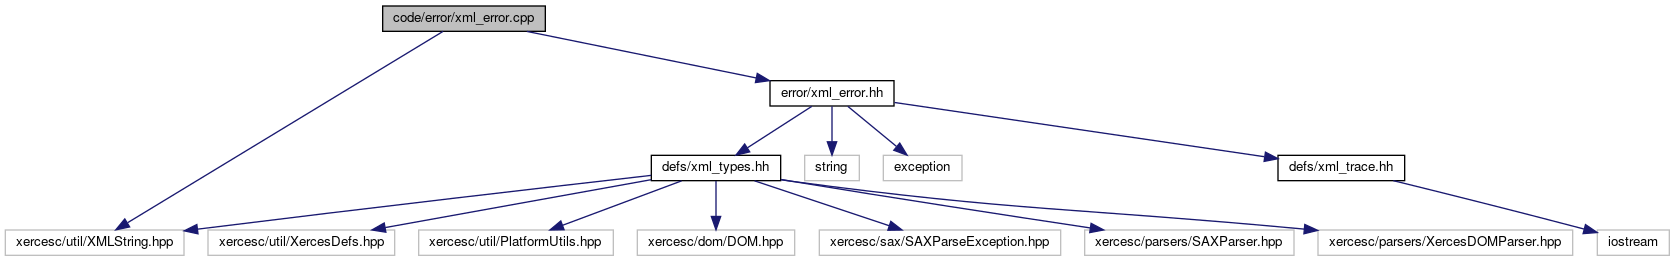 code/error/xml_error.cpp
error/xml_error.hh
defs/xml_types.hh
string
exception
defs/xml_trace.hh
xercesc/util/XMLString.hpp
xercesc/util/XercesDefs.hpp
xercesc/util/PlatformUtils.hpp
xercesc/dom/DOM.hpp
xercesc/sax/SAXParseException.hpp
xercesc/parsers/SAXParser.hpp
xercesc/parsers/XercesDOMParser.hpp
iostream